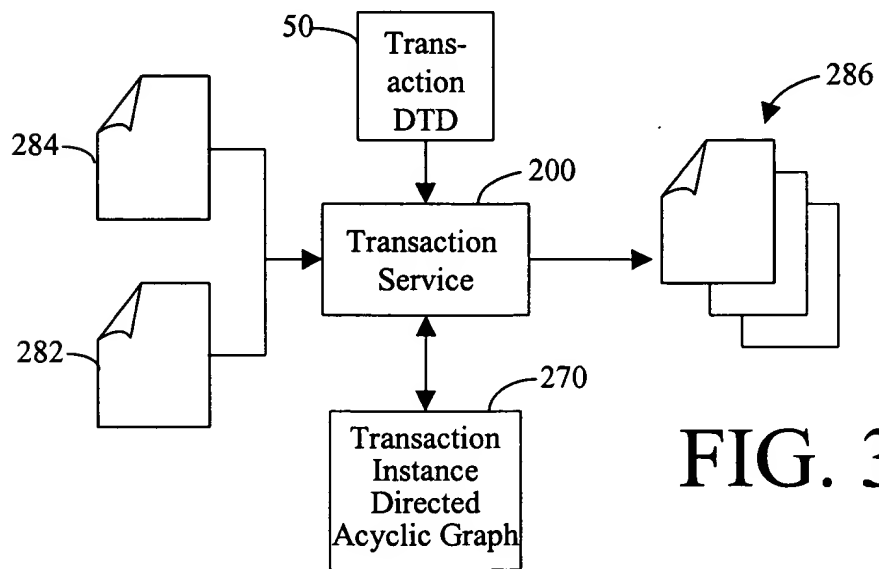 50
Trans-
action
DTD
286
284
200
Transaction
Service
282
270
Transaction
Instance
Directed
Acyclic Graph
FIG. 3